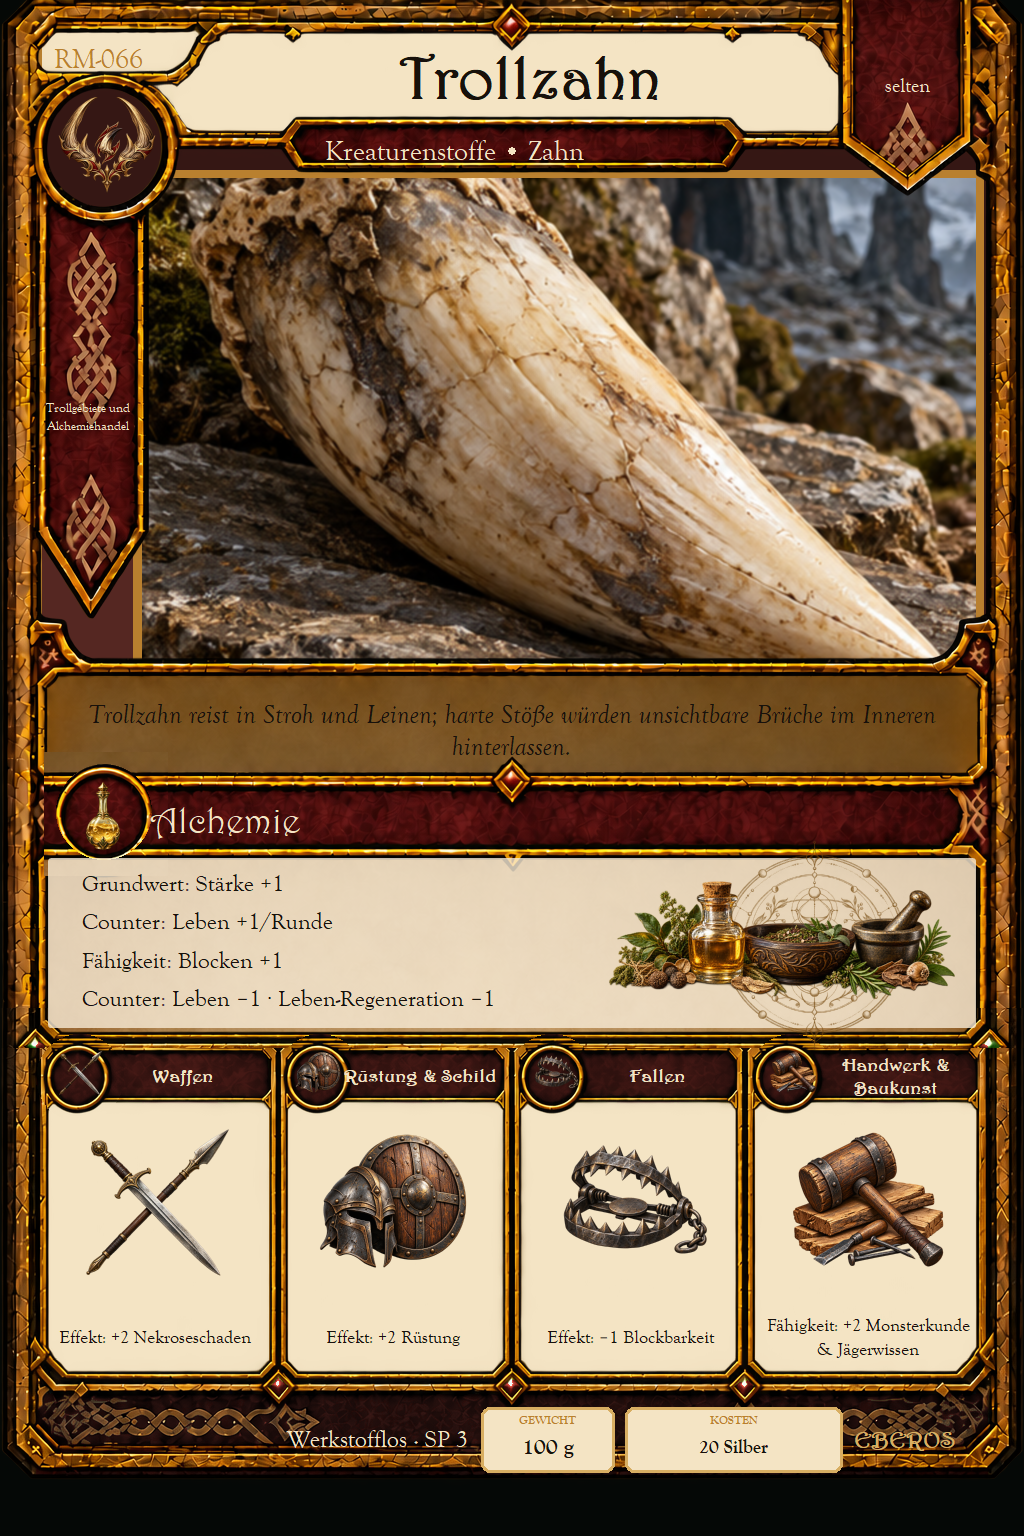 RM-066
Trollzahn
selten
Kreaturenstoffe • Zahn
Trollgebiete und
Alchemiehandel
Trollzahn reist in Stroh und Leinen; harte Stöße würden unsichtbare Brüche im Inneren
hinterlassen.
Alchemie
Grundwert: Stärke +1
Counter: Leben +1/Runde
Fähigkeit: Blocken +1
Counter: Leben −1 · Leben-Regeneration −1
Waffen
Rüstung & Schild
Fallen
Handwerk &
Baukunst
Effekt: +2 Nekroseschaden
Effekt: +2 Rüstung
Effekt: −1 Blockbarkeit
Fähigkeit: +2 Monsterkunde
& Jägerwissen
Werkstofflos · SP 3
GEWICHT
100 g
KOSTEN
20 Silber
EBEROS